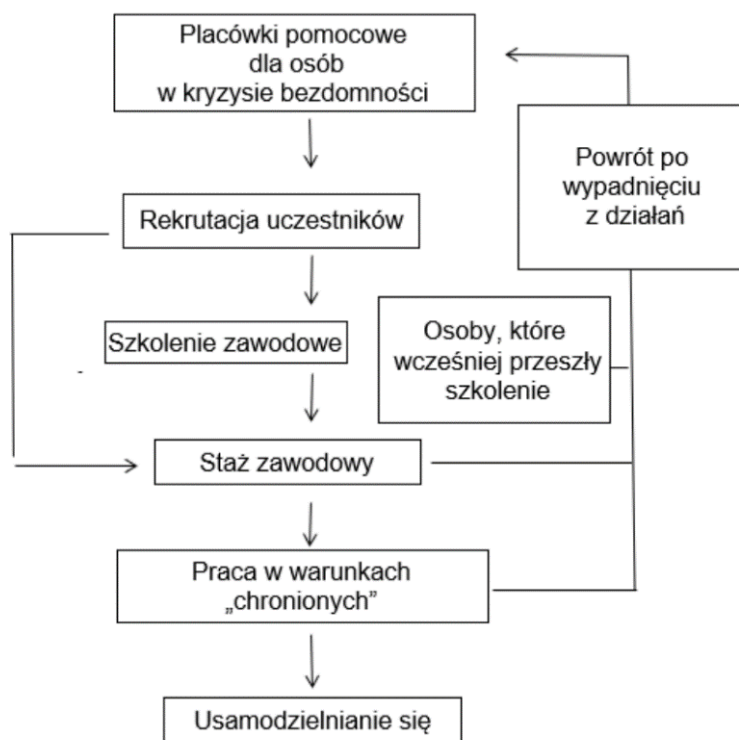 Placówki pomocowe
dla osób
w kryzysie bezdomności
Powrót po
wypadnięciu
z działań
Rekrutacja uczestników
Szkolenie zawodowe
Osoby, które
wcześniej przeszły
szkolenie
Staż zawodowy
Praca w warunkach
„chronionych”
Usamodzielnianie się